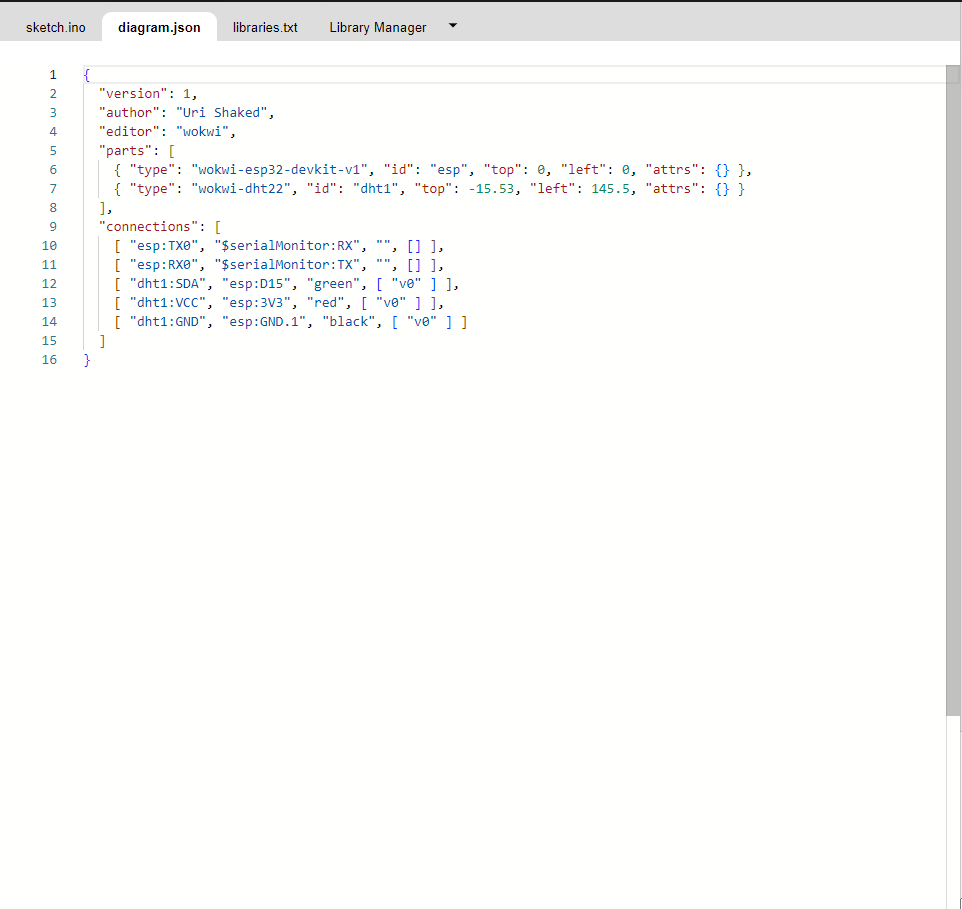 sketch.ino diagram.json libraries.txt Library Manager
1 {
2 "version": 1,
3 "author": "Uri Shaked",
4 "editor": "wokwi",
5 "parts": [
6 { "type": "wokwi-esp32-devkit-v1", "id": "esp", "top": 0, "left": 0, "attrs": {} },
7 { "type": "wokwi-dht22", "id": "dht1", "top": -15.53, "left": 145.5, "attrs": {} }
8 ],
9 "connections": [
10 [ "esp:TX0", "$serialMonitor:RX", "", [] ],
11 [ "esp:RX0", "$serialMonitor:TX", "", [] ],
12 [ "dht1:SDA", "esp:D15", "green", [ "v0" ] ],
13 [ "dht1:VCC", "esp:3V3", "red", [ "v0" ] ],
14 [ "dht1:GND", "esp:GND.1", "black", [ "v0" ] ]
15 ]
16 }